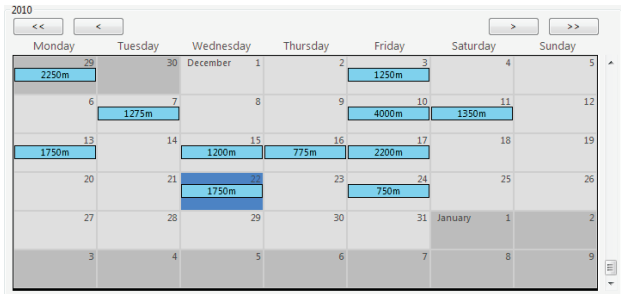 2010
<< < > >>
Monday Tuesday Wednesday Thursday Friday Saturday Sunday
29 30 December 1 2 3 4 5
2250m 1250m
6 7 8 9 10 11 12
1275m 4000m 1350m
13 14 15 16 17 18 19
1750m 1200m 775m 2200m
20 21 22 23 24 25 26
1750m 750m
27 28 29 30 31 January 1 2
3 4 5 6 7 8 9